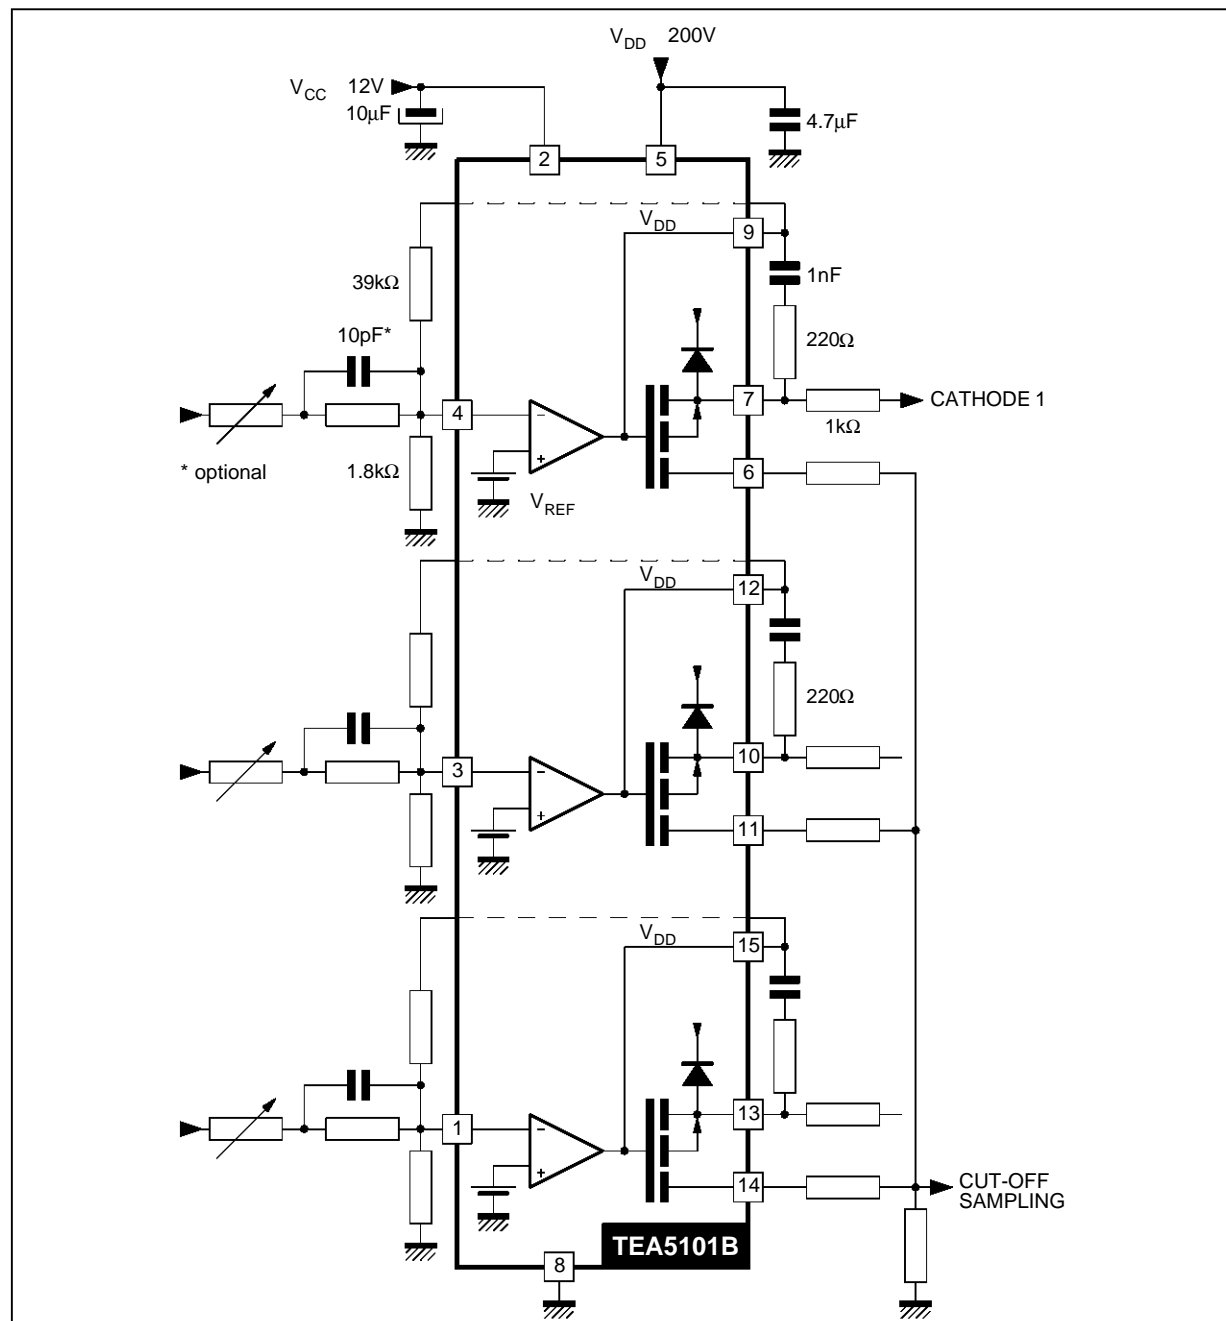 V_DD 200V
V_CC 12V
10µF
4.7µF
2
5
V_DD
9
39kΩ
1nF
10pF*
220Ω
4
−
7
CATHODE 1
1kΩ
* optional
1.8kΩ
+
6
V_REF
V_DD
12
220Ω
3
−
10
+
11
V_DD
15
1
−
13
+
14
CUT-OFF
SAMPLING
TEA5101B
8